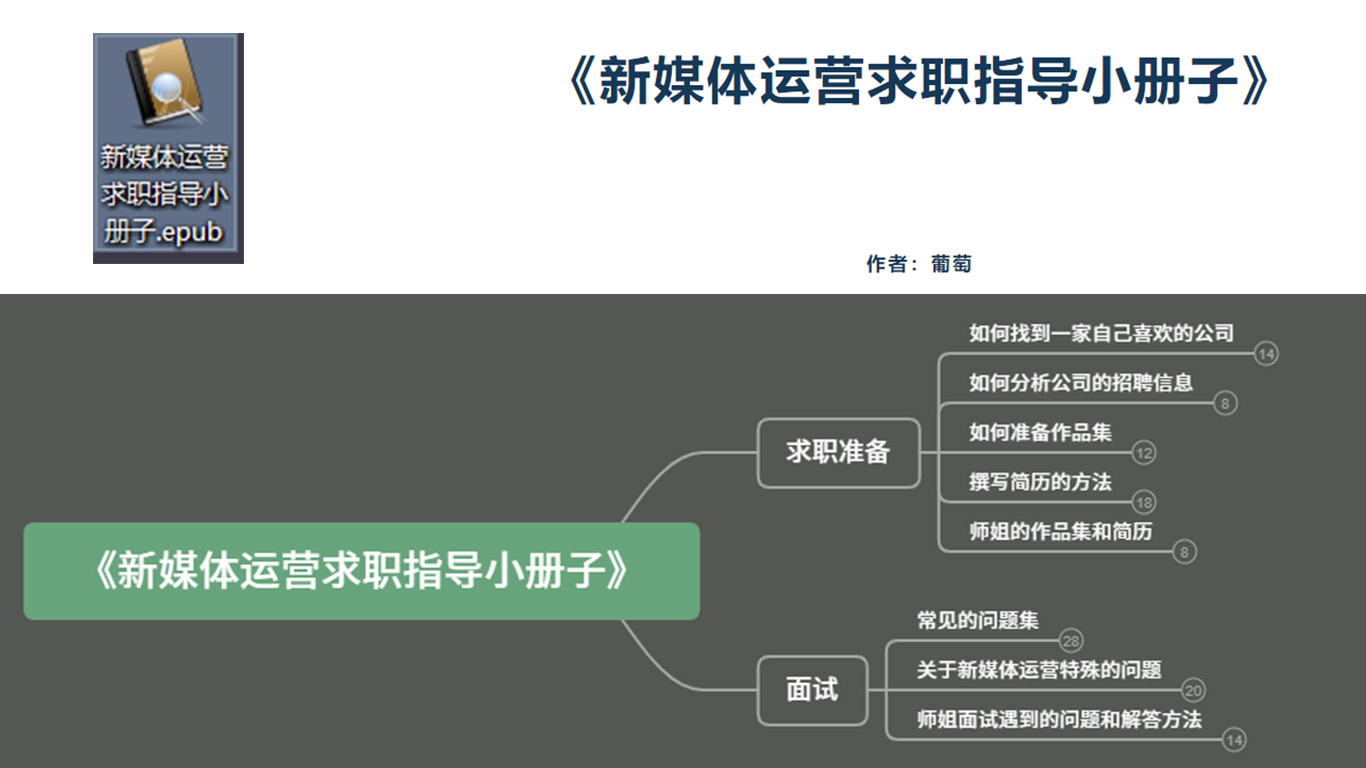 新媒体运营
求职指导小
册子.epub
《新媒体运营求职指导小册子》
作者：葡萄
《新媒体运营求职指导小册子》
求职准备
如何找到一家自己喜欢的公司
14
如何分析公司的招聘信息
8
如何准备作品集
12
撰写简历的方法
18
师姐的作品集和简历
8
面试
常见的问题集
28
关于新媒体运营特殊的问题
20
师姐面试遇到的问题和解答方法
14